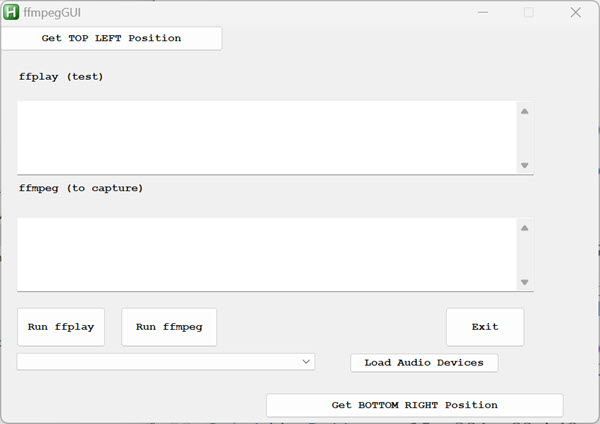 H ffmpegGUI
Get TOP LEFT Position
ffplay (test)
ffmpeg (to capture)
Run ffplay
Run ffmpeg
Exit
Load Audio Devices
Get BOTTOM RIGHT Position